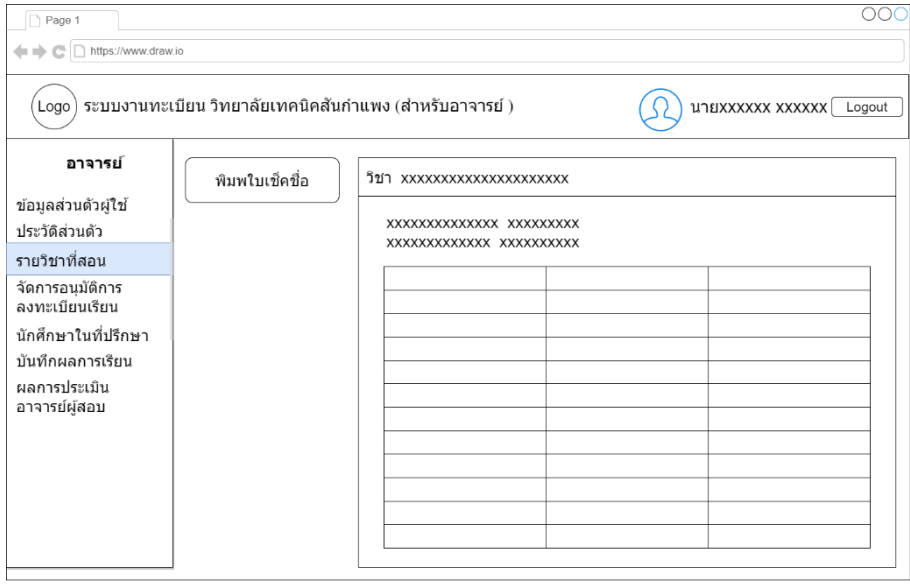 Page 1
https://www.draw.io
Logo ระบบงานทะเบียน วิทยาลัยเทคนิคสันกำแพง (สำหรับอาจารย์ )
นายxxxxxx xxxxxx
Logout
อาจารย์
ข้อมูลส่วนตัวผู้ใช้
ประวัติส่วนตัว
รายวิชาที่สอน
จัดการอนุมัติการ
ลงทะเบียนเรียน
นักศึกษาในที่ปรึกษา
บันทึกผลการเรียน
ผลการประเมิน
อาจารย์ผู้สอบ
พิมพใบเช็คชื่อ
วิชา xxxxxxxxxxxxxxxxxxxxx
xxxxxxxxxxxxxx xxxxxxxxx
xxxxxxxxxxxxx xxxxxxxxxx